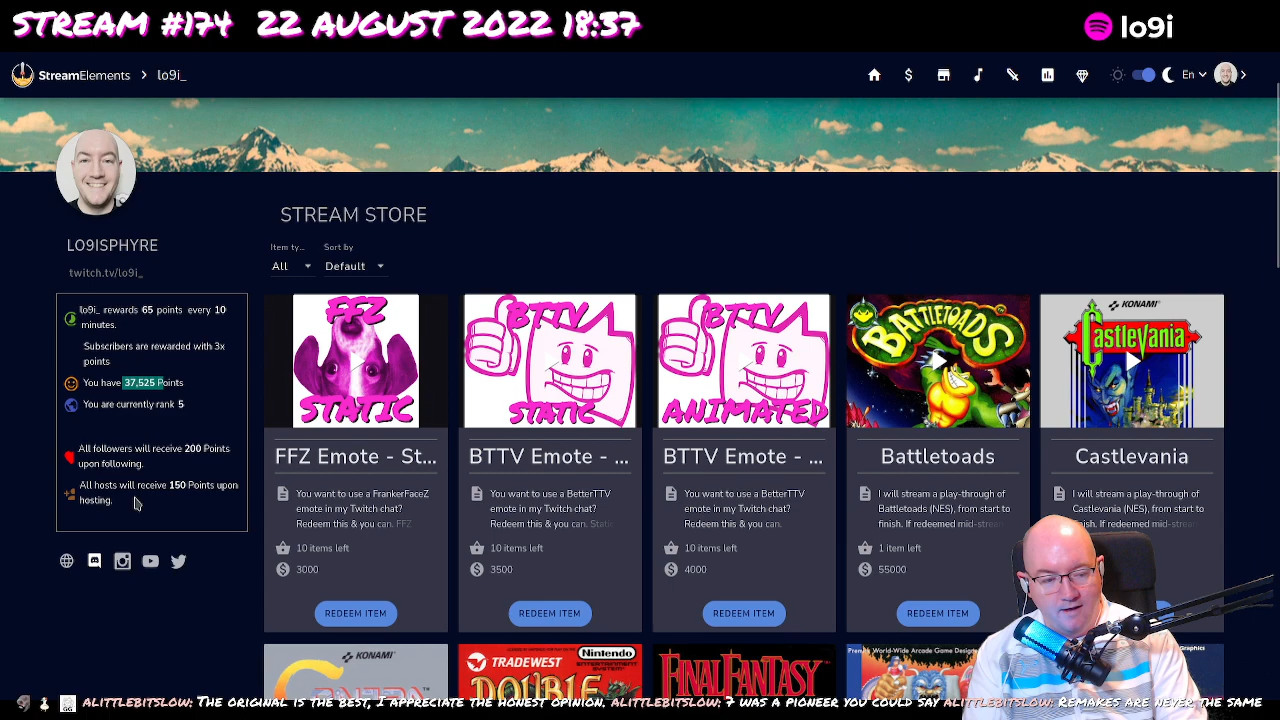 STREAM #174 22 AUGUST 2022 18:37
lo9i
StreamElements > lo9i_
En
LO9ISPHYRE
twitch.tv/lo9i_
lo9i_ rewards 65 points every 10
minutes.
Subscribers are rewarded with 3x
points
You have 37,525 Points
You are currently rank 5
All followers will receive 200 Points
upon following.
All hosts will receive 150 Points upon
hosting.
STREAM STORE
Item ty... Sort by
All Default
FFZ
STATIC
FFZ Emote - St...
You want to use a FrankerFaceZ
emote in my Twitch chat?
Redeem this & you can. FFZ
10 items left
3000
REDEEM ITEM
BTTV
STATIC
BTTV Emote - ...
You want to use a BetterTTV
emote in my Twitch chat?
Redeem this & you can. Static
10 items left
3500
REDEEM ITEM
BTTV
ANIMATED
BTTV Emote - ...
You want to use a BetterTTV
emote in my Twitch chat?
Redeem this & you can.
10 items left
4000
REDEEM ITEM
BATTLETOADS
Battletoads
I will stream a play-through of
Battletoads (NES), from start to
finish. If redeemed mid-stream
1 item left
55000
REDEEM ITEM
KONAMI
Castlevania
Castlevania
I will stream a play-through of
Castlevania (NES), from start to
finish. If redeemed mid-stre
KONAMI
TRADEWEST
Nintendo
ENTERTAINMENT
SYSTEM
DOUBLE
FINAL FANTASY
World-Wide Arcade Game Design
Graphics
ALITTLEBITSLOW: THE ORIGINAL IS THE BEST, I APPRECIATE THE HONEST OPINION. ALITTLEBITSLOW: 7 WAS A PIONEER YOU COULD SAY ALITTLEBITSLOW: REMAKES ARE NEVER THE SAME